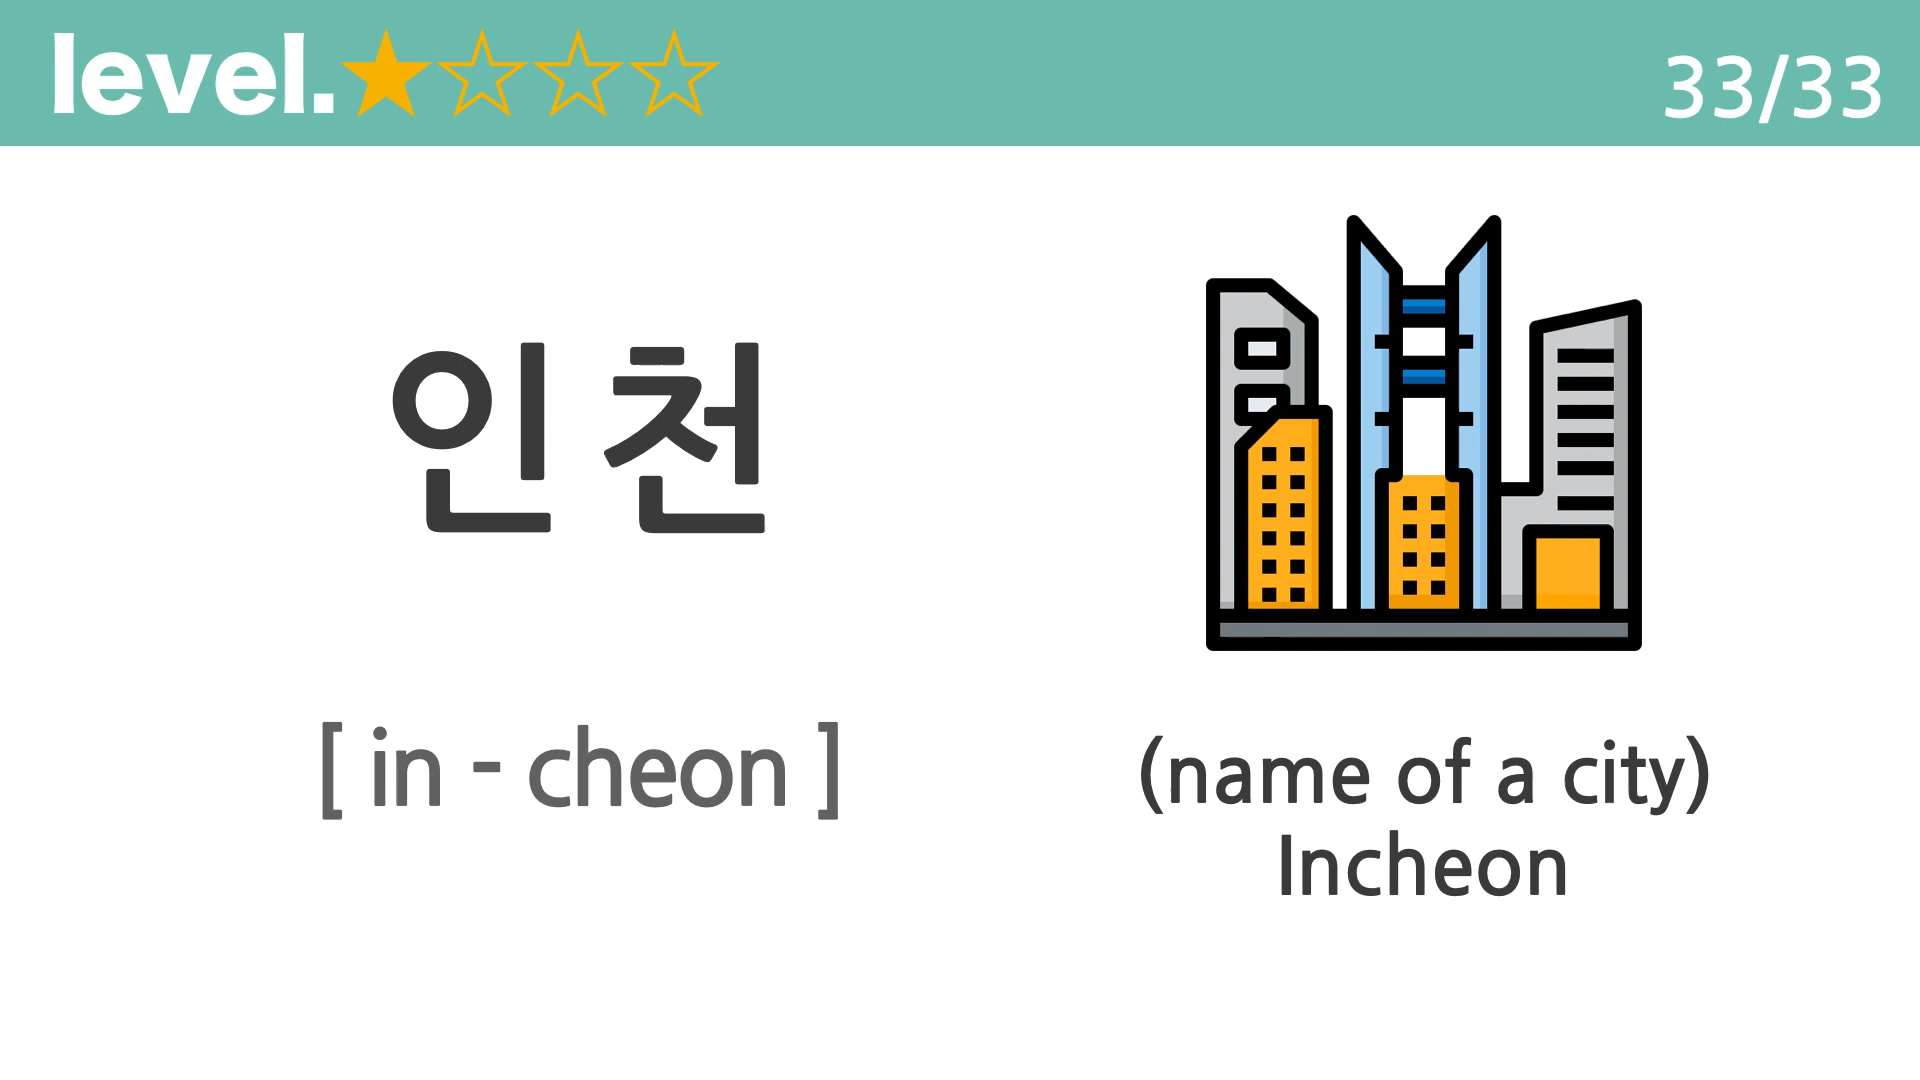 level.★☆☆☆
33/33
인천
[ in - cheon ]
(name of a city)
Incheon